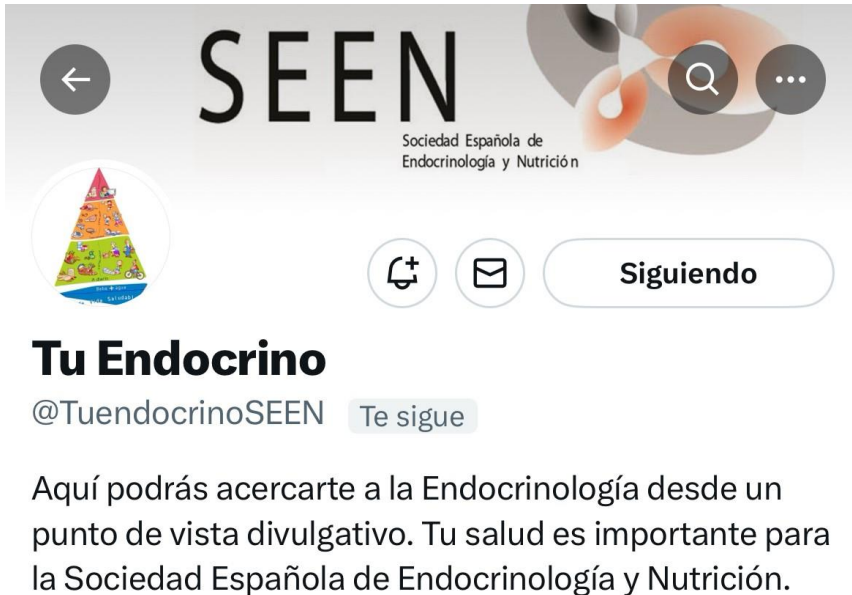 SEEN
Sociedad Española de
Endocrinología y Nutrición
Siguiendo
Tu Endocrino
@TuendocrinoSEEN Te sigue
Aquí podrás acercarte a la Endocrinología desde un
punto de vista divulgativo. Tu salud es importante para
la Sociedad Española de Endocrinología y Nutrición.